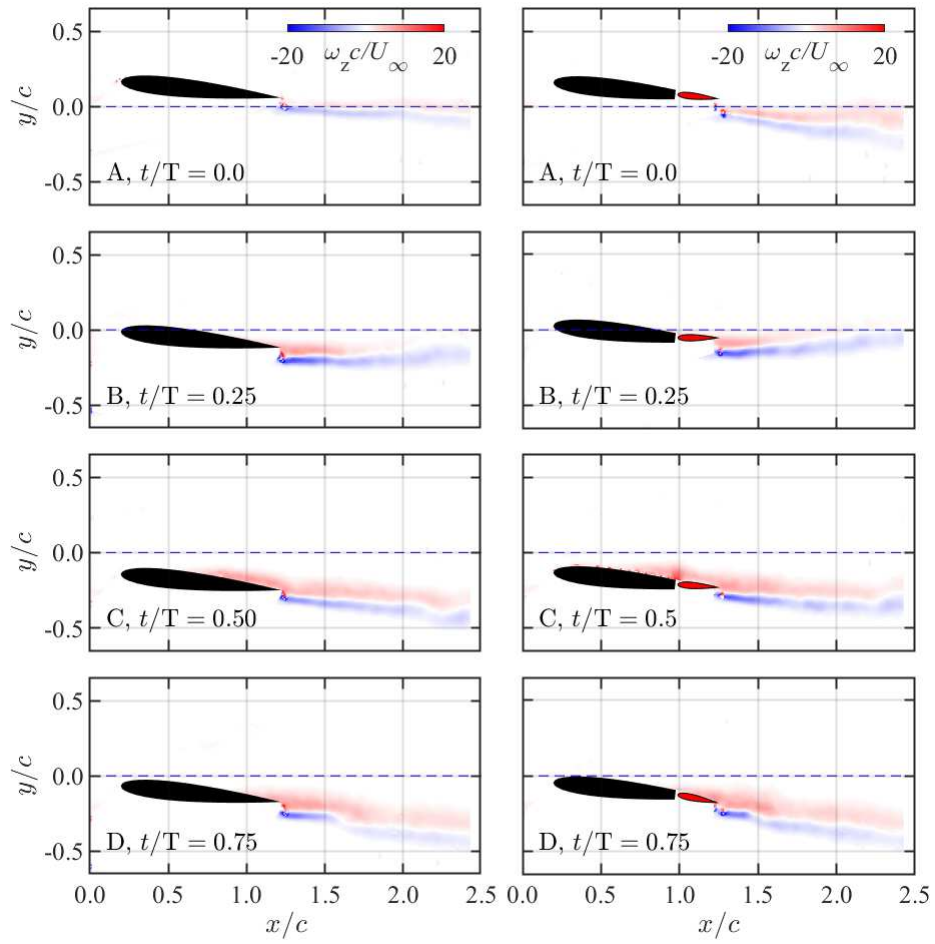 0.5
0.0
-0.5
y/c
-20 ω_z c/U_∞ 20
A, t/T = 0.0
-20 ω_z c/U_∞ 20
A, t/T = 0.0
0.5
0.0
-0.5
y/c
B, t/T = 0.25
B, t/T = 0.25
0.5
0.0
-0.5
y/c
C, t/T = 0.50
C, t/T = 0.5
0.5
0.0
-0.5
y/c
D, t/T = 0.75
D, t/T = 0.75
0.0 0.5 1.0 1.5 2.0 2.5
x/c
0.0 0.5 1.0 1.5 2.0 2.5
x/c